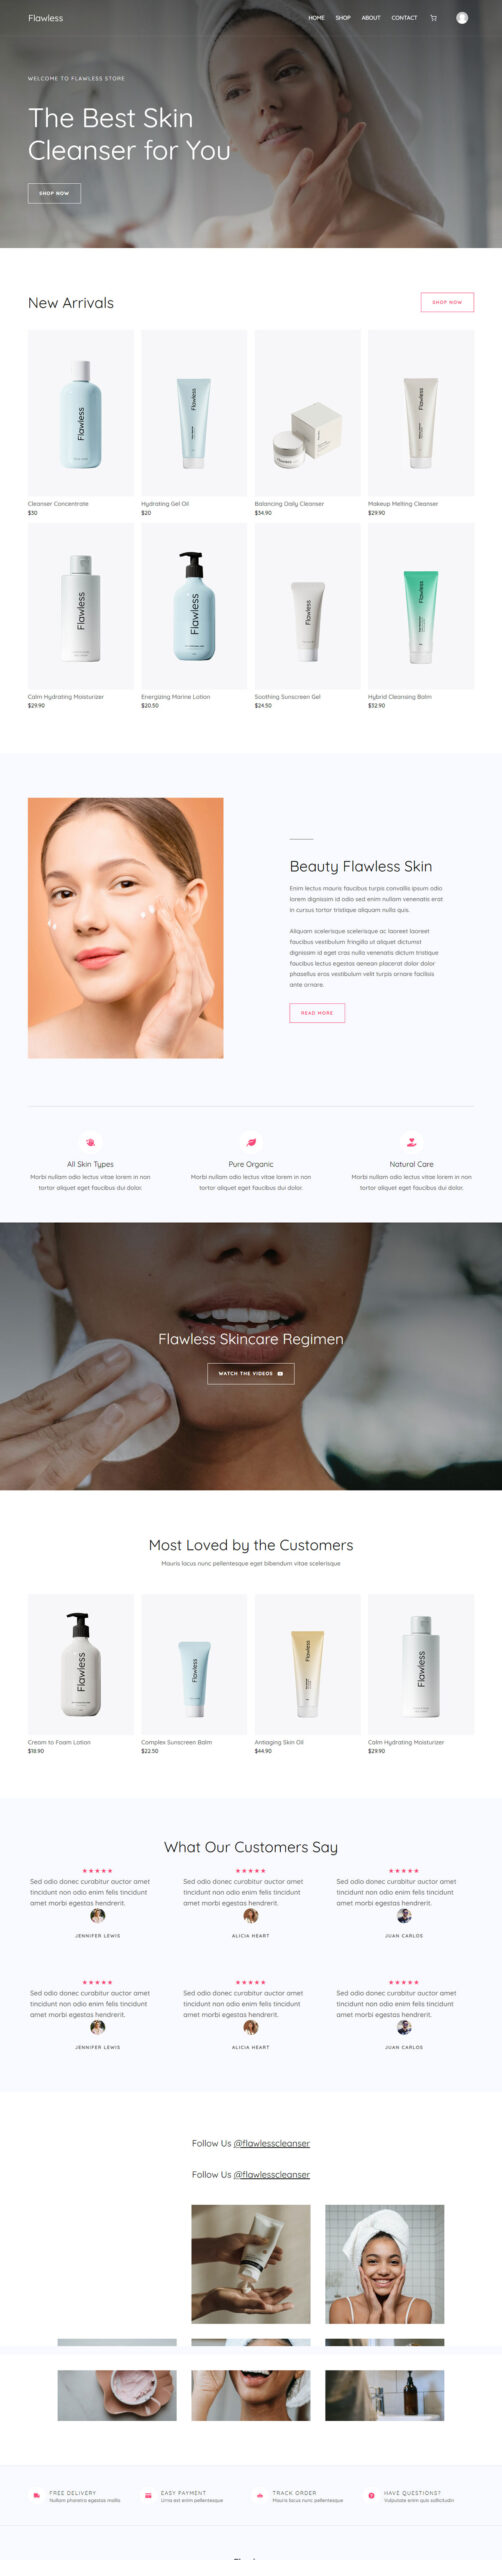 Flawless
HOME SHOP ABOUT CONTACT
WELCOME TO FLAWLESS STORE
The Best Skin
Cleanser for You
SHOP NOW
New Arrivals
SHOP NOW
Flawless
Flawless
Flawless
Flawless
Cleanser Concentrate
$30
Hydrating Gel Oil
$20
Balancing Daily Cleanser
$34.90
Makeup Melting Cleanser
$29.90
Flawless
Flawless
Flawless
Flawless
Calm Hydrating Moisturizer
$29.90
Energizing Marine Lotion
$20.50
Soothing Sunscreen Gel
$24.50
Hybrid Cleansing Balm
$32.90
Beauty Flawless Skin
Enim lectus mauris faucibus turpis convallis ipsum odio
lorem dignissim id odio sed enim nullam venenatis erat
in cursus tortor tristique aliquam nulla quis.
Aliquam scelerisque scelerisque ac laoreet laoreet
faucibus vestibulum fringilla ut aliquet dictumst
dignissim id eget cras nulla venenatis dictum tristique
faucibus lectus egestas aenean placerat dolor dolor
phasellus eros vestibulum velit turpis ornare facilisis
ante ornare.
READ MORE
All Skin Types
Morbi nullam odio lectus vitae lorem in non
tortor aliquet eget faucibus dui dolor.
Pure Organic
Morbi nullam odio lectus vitae lorem in non
tortor aliquet eget faucibus dui dolor.
Natural Care
Morbi nullam odio lectus vitae lorem in non
tortor aliquet eget faucibus dui dolor.
Flawless Skincare Regimen
WATCH THE VIDEOS
Most Loved by the Customers
Mauris lacus nunc pellentesque eget bibendum vitae scelerisque
Flawless
Flawless
Flawless
Flawless
Cream to Foam Lotion
$18.90
Complex Sunscreen Balm
$22.50
Antiaging Skin Oil
$44.90
Calm Hydrating Moisturizer
$29.90
What Our Customers Say
Sed odio donec curabitur auctor amet
tincidunt non odio enim felis tincidunt
amet morbi egestas hendrerit.
JENNIFER LEWIS
Sed odio donec curabitur auctor amet
tincidunt non odio enim felis tincidunt
amet morbi egestas hendrerit.
ALICIA HEART
Sed odio donec curabitur auctor amet
tincidunt non odio enim felis tincidunt
amet morbi egestas hendrerit.
JUAN CARLOS
Sed odio donec curabitur auctor amet
tincidunt non odio enim felis tincidunt
amet morbi egestas hendrerit.
JENNIFER LEWIS
Sed odio donec curabitur auctor amet
tincidunt non odio enim felis tincidunt
amet morbi egestas hendrerit.
ALICIA HEART
Sed odio donec curabitur auctor amet
tincidunt non odio enim felis tincidunt
amet morbi egestas hendrerit.
JUAN CARLOS
Follow Us @flawlesscleanser
Follow Us @flawlesscleanser
FREE DELIVERY
Nullam pharetra egestas mollis
EASY PAYMENT
Urna est enim pellentesque
TRACK ORDER
Mauris lacus nunc pellentesque
HAVE QUESTIONS?
Vulputate enim quis sollicitudin